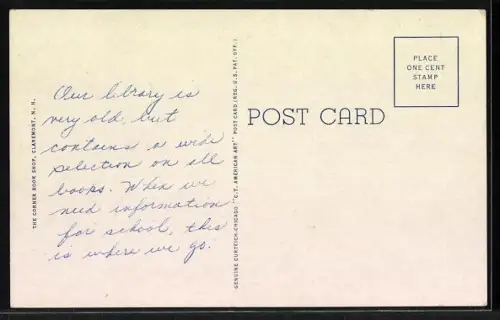 THE CORNER BOOK SHOP, CLAREMONT, N. H.
Our library is
very old, but
contains a wide
selection on all
books. When we
need information
for school, this
is where we go.
GENUINE CURTEICH-CHICAGO "C.T. AMERICAN ART" POST CARD (REG. U.S. PAT. OFF.)
POST CARD
PLACE
ONE CENT
STAMP
HERE